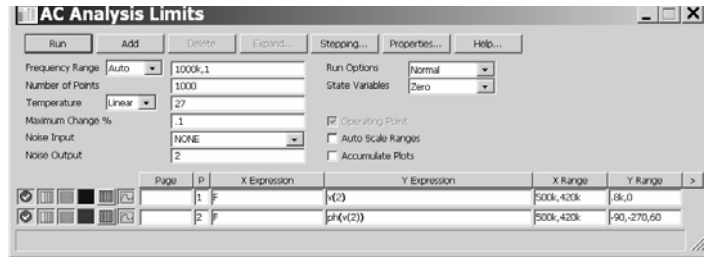 AC Analysis Limits
Run Add Delete Expand... Stepping... Properties... Help...
Frequency Range Auto 1000k,1 Run Options Normal
Number of Points 1000 State Variables Zero
Temperature Linear 27
Maximum Change % .1 Operating Point
Noise Input NONE Auto Scale Ranges
Noise Output 2 Accumulate Plots
Page P X Expression Y Expression X Range Y Range >
1 F v(2) 500k,420k .8k,0
2 F ph(v(2)) 500k,420k -90,-270,60